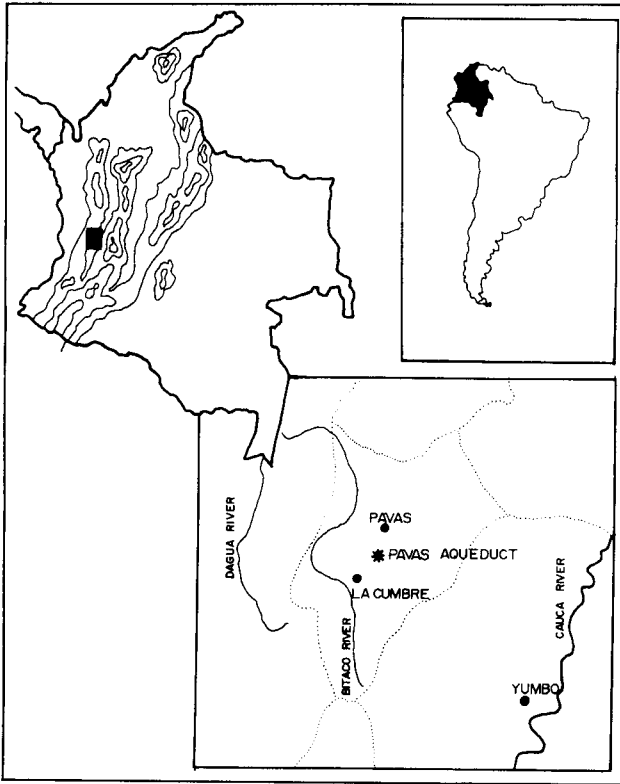 DAGUA RIVER
PAVAS
PAVAS AQUEDUCT
LA CUMBRE
BITACO RIVER
CAUCA RIVER
YUMBO